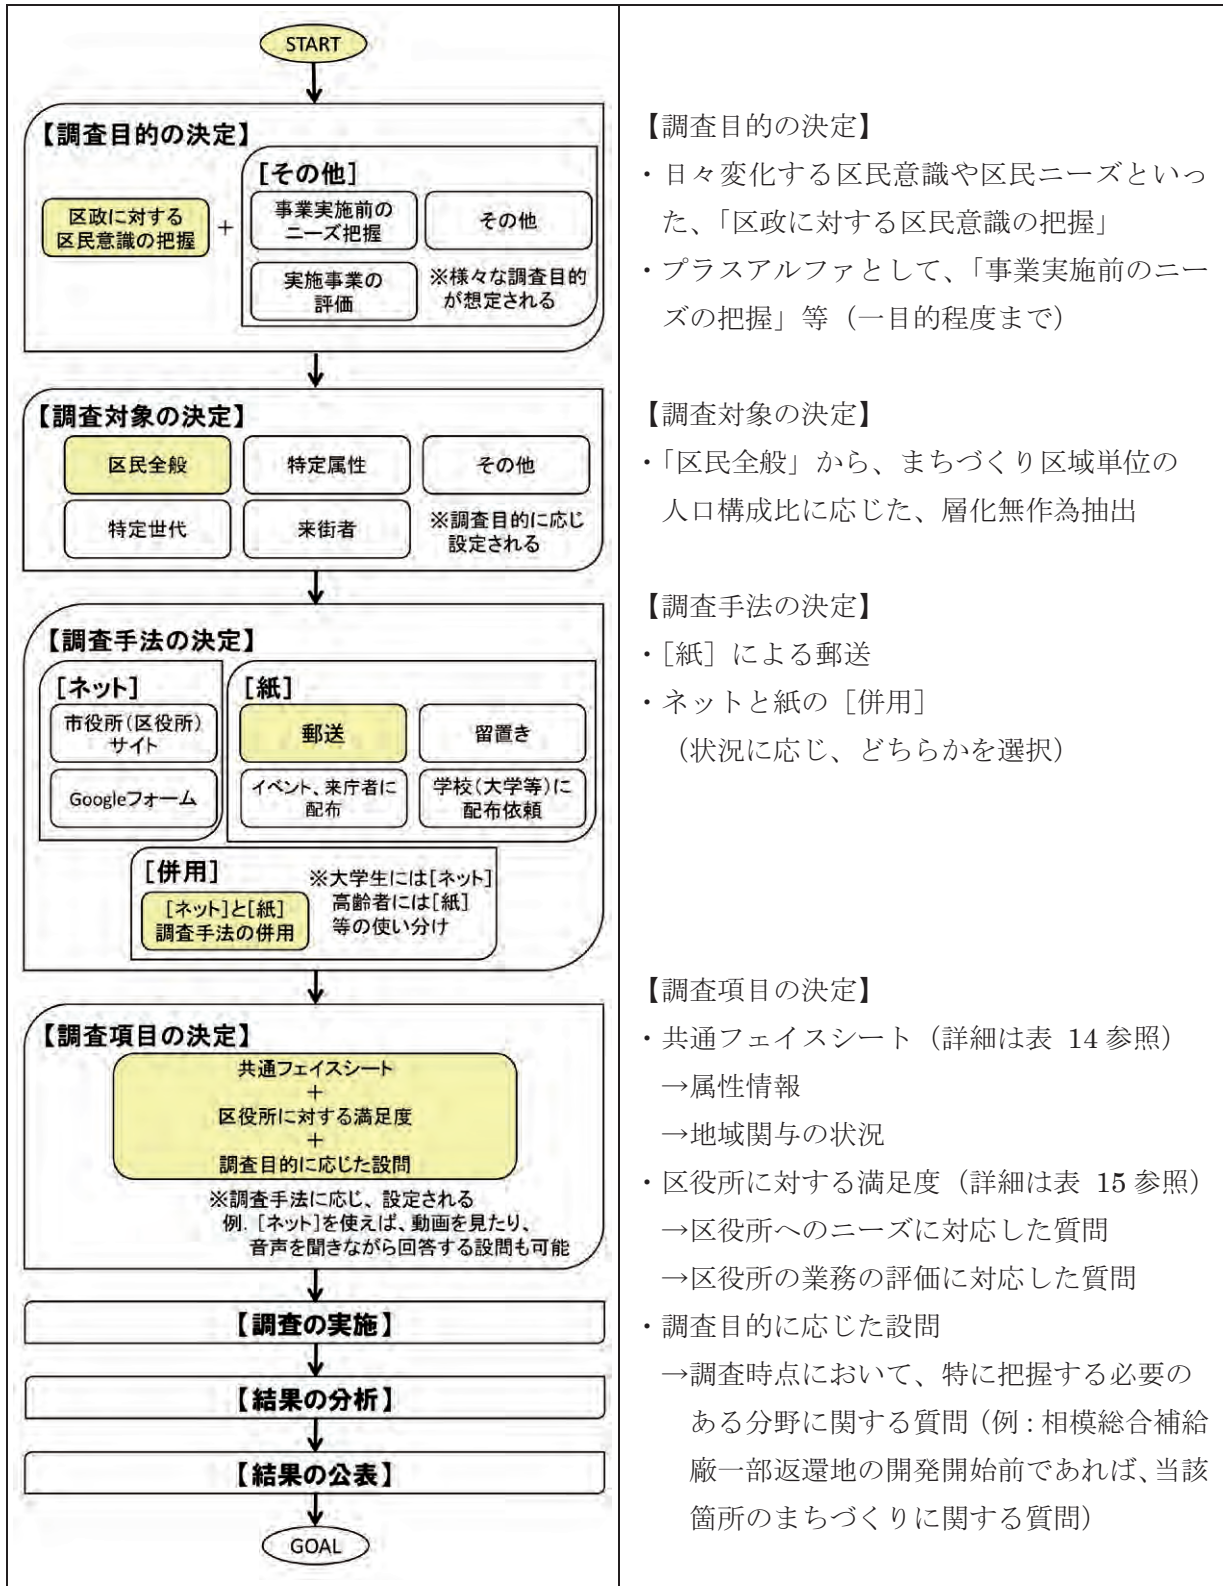 START
【調査目的の決定】
[その他]
区政に対する
区民意識の把握
+
事業実施前の
ニーズ把握
その他
実施事業の
評価
※様々な調査目的
が想定される
【調査対象の決定】
区民全般
特定属性
その他
特定世代
来街者
※調査目的に応じ
設定される
【調査手法の決定】
[ネット]
市役所(区役所)
サイト
Googleフォーム
[紙]
郵送
留置き
イベント、来庁者に
配布
学校(大学等)に
配布依頼
[併用]
[ネット]と[紙]
調査手法の併用
※大学生には[ネット]
高齢者には[紙]
等の使い分け
【調査項目の決定】
共通フェイスシート
+
区役所に対する満足度
+
調査目的に応じた設問
※調査手法に応じ、設定される
例. [ネット]を使えば、動画を見たり、
音声を聞きながら回答する設問も可能
【調査の実施】
【結果の分析】
【結果の公表】
GOAL
【調査目的の決定】
・日々変化する区民意識や区民ニーズといっ
た、「区政に対する区民意識の把握」
・プラスアルファとして、「事業実施前のニー
ズの把握」等（一目的程度まで）
【調査対象の決定】
・「区民全般」から、まちづくり区域単位の
人口構成比に応じた、層化無作為抽出
【調査手法の決定】
・［紙］による郵送
・ネットと紙の［併用］
（状況に応じ、どちらかを選択）
【調査項目の決定】
・共通フェイスシート（詳細は表 14 参照）
→属性情報
→地域関与の状況
・区役所に対する満足度（詳細は表 15 参照）
→区役所へのニーズに対応した質問
→区役所の業務の評価に対応した質問
・調査目的に応じた設問
→調査時点において、特に把握する必要の
ある分野に関する質問（例：相模総合補給
廠一部返還地の開発開始前であれば、当該
箇所のまちづくりに関する質問）